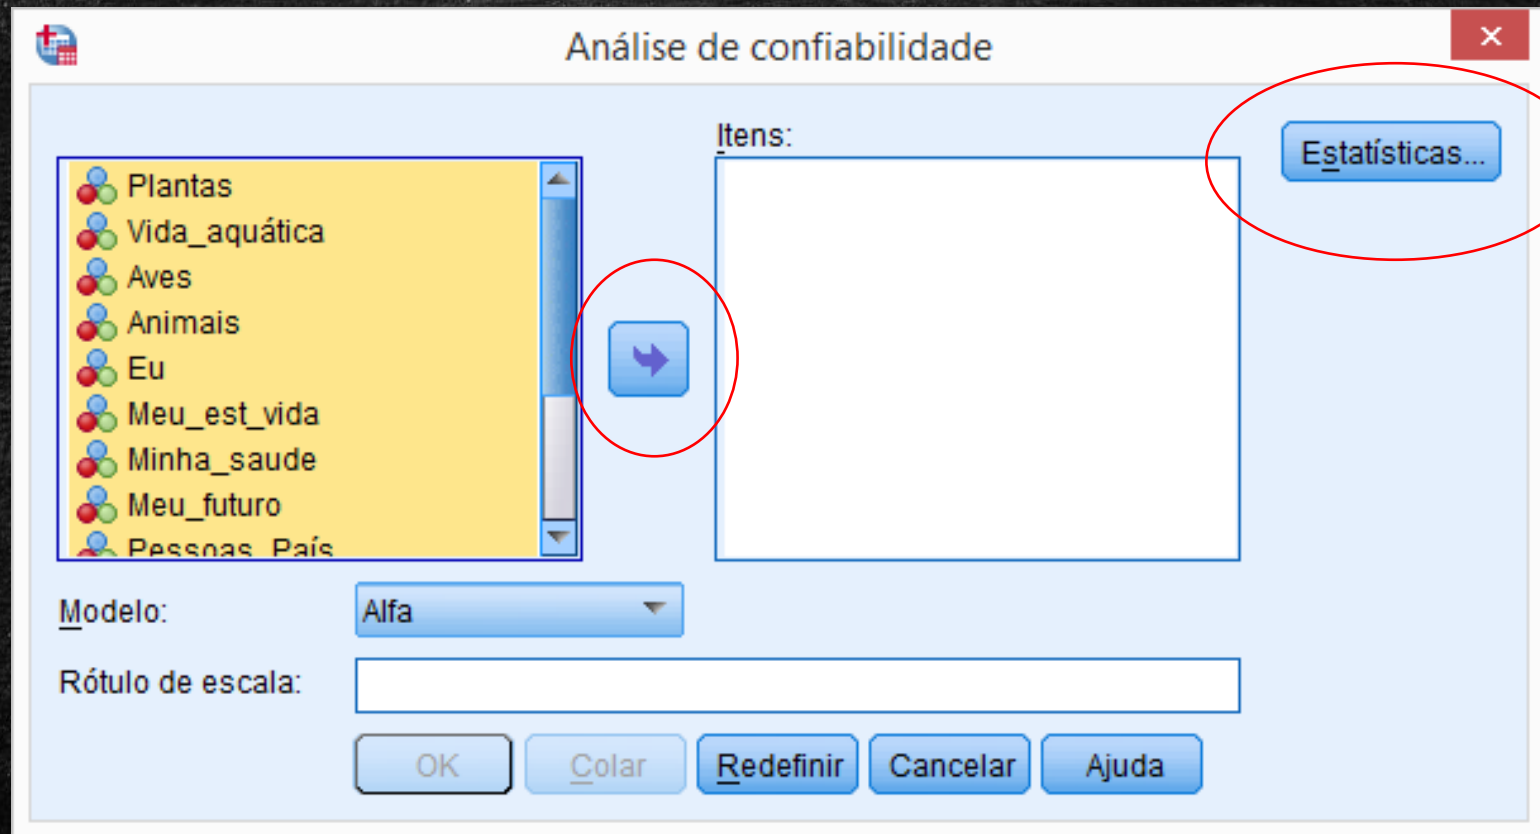 Análise de confiabilidade
Itens:
Estatísticas...
Plantas
Vida_aquática
Aves
Animais
Eu
Meu_est_vida
Minha_saude
Meu_futuro
Pessoas_País
Modelo:
Alfa
Rótulo de escala:
OK
Colar
Redefinir
Cancelar
Ajuda